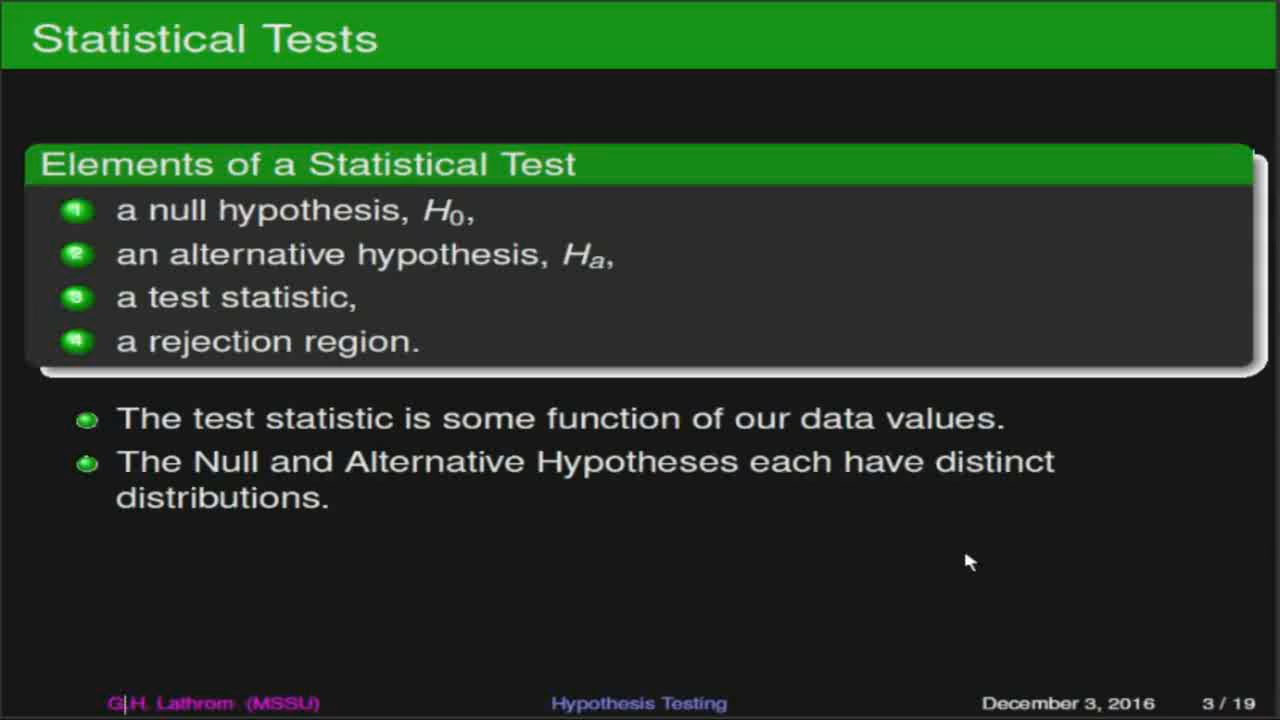 Statistical Tests
Elements of a Statistical Test
1 a null hypothesis, H₀,
2 an alternative hypothesis, Hₐ,
3 a test statistic,
4 a rejection region.
The test statistic is some function of our data values.
The Null and Alternative Hypotheses each have distinct
distributions.
G.H. Lathrom (MSSU) Hypothesis Testing December 3, 2016 3 / 19